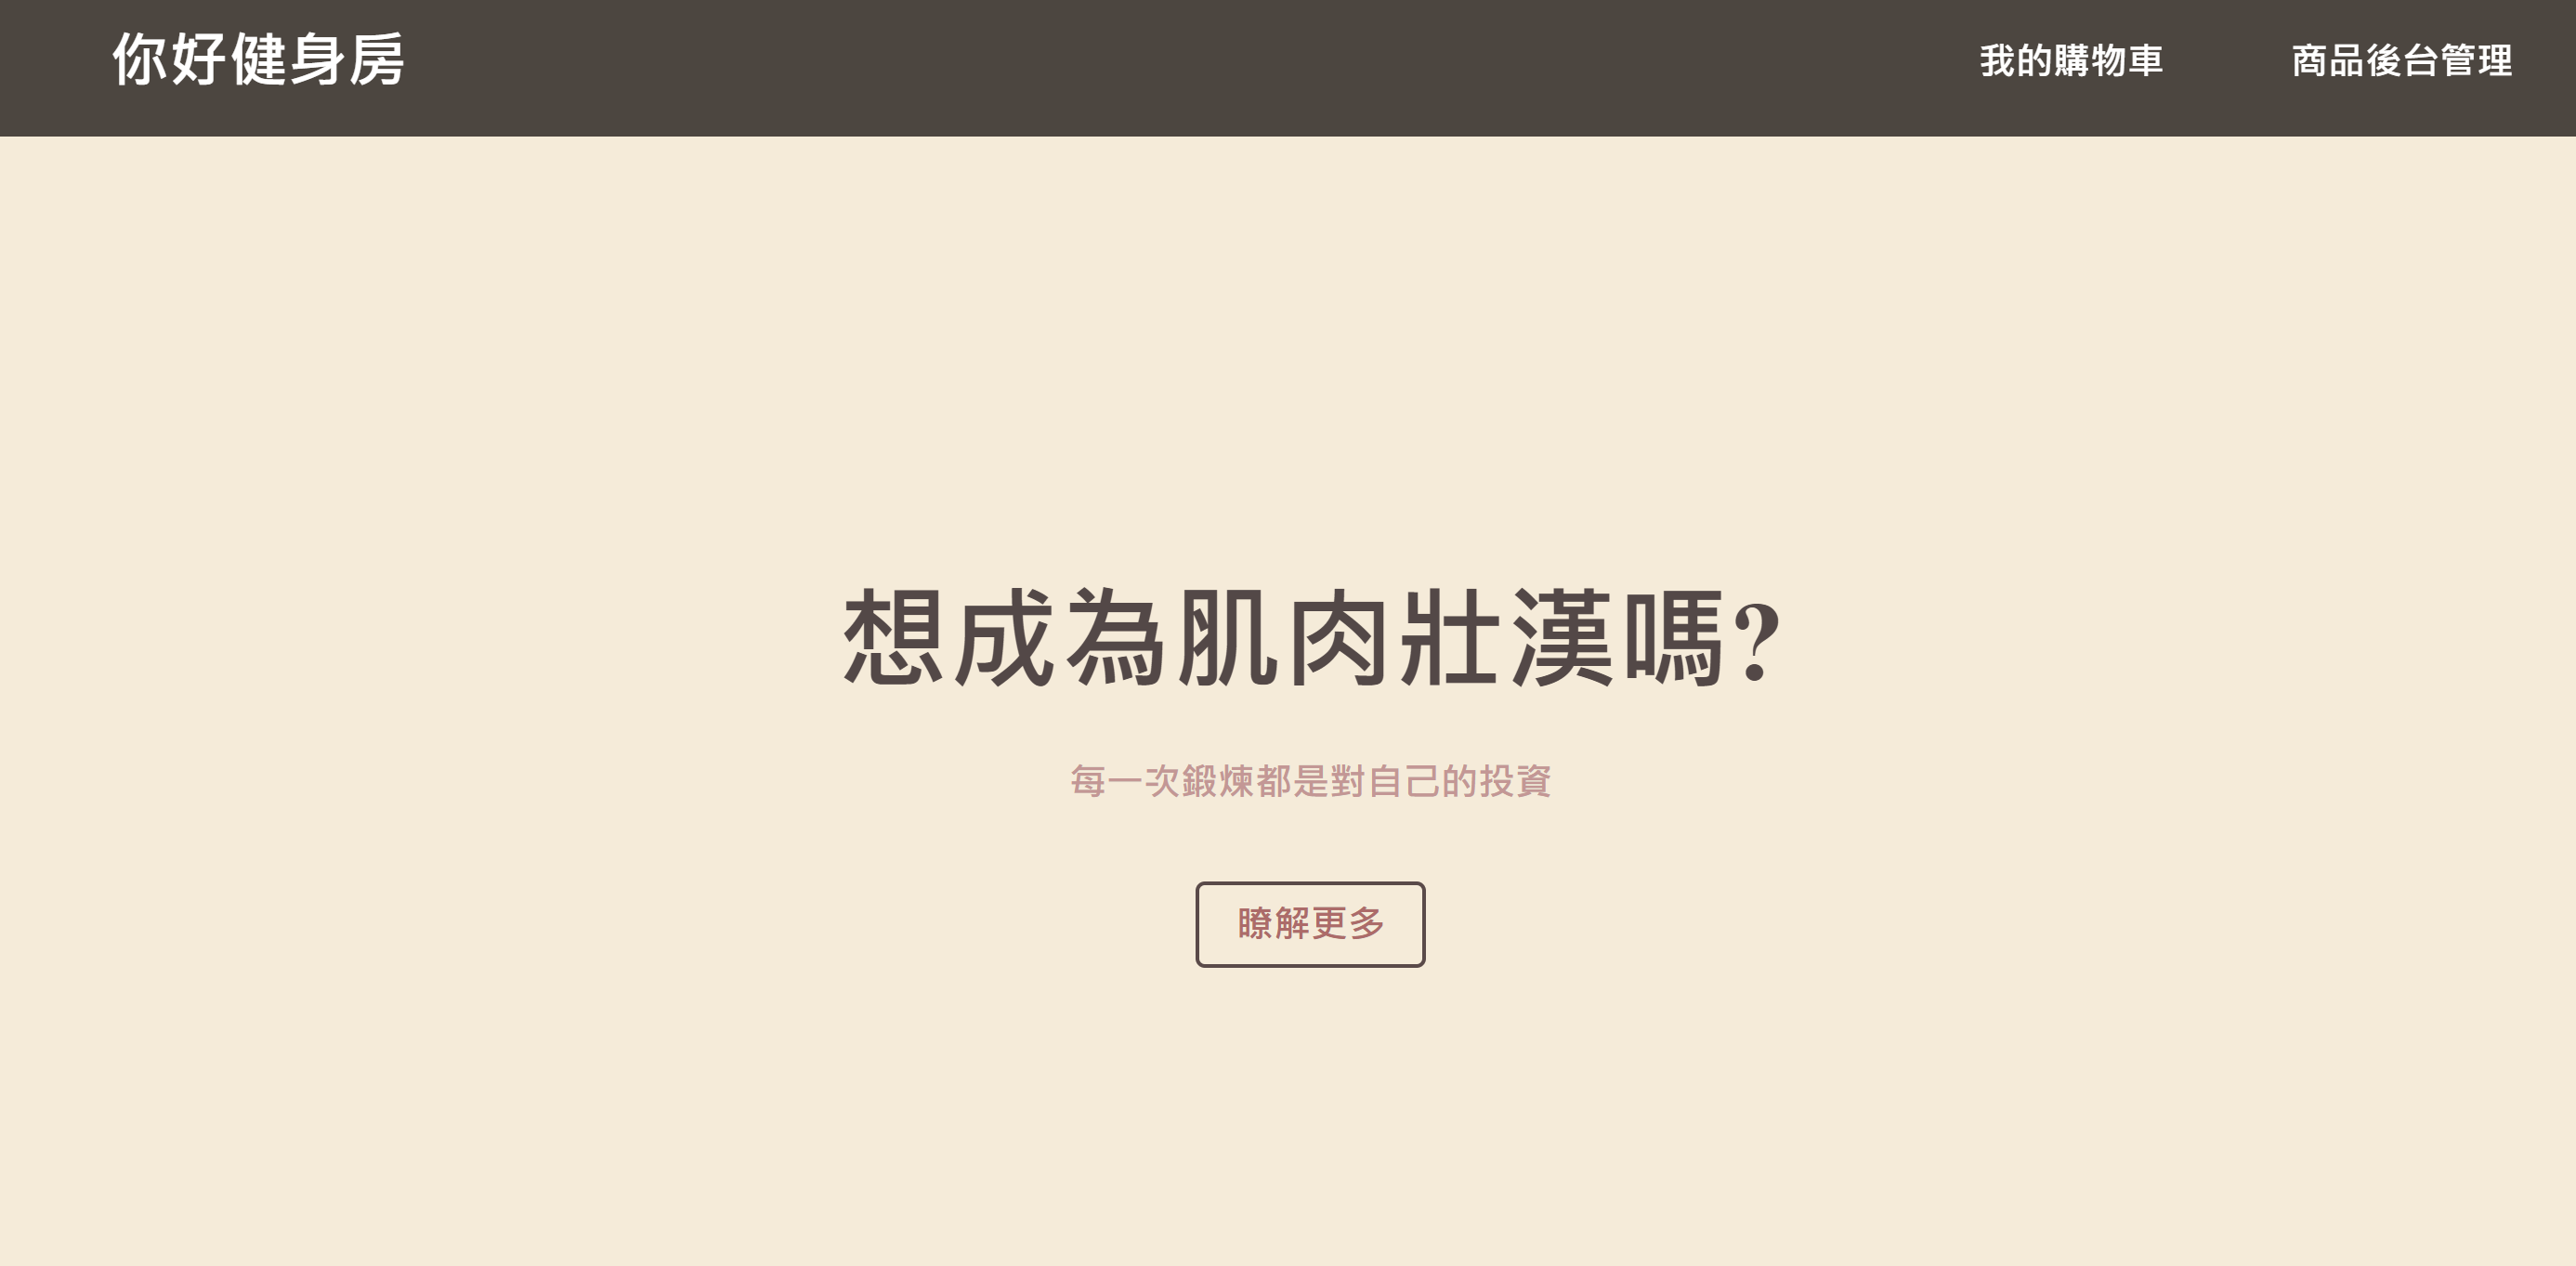 你好健身房
我的購物車
商品後台管理
想成為肌肉壯漢嗎?
每一次鍛煉都是對自己的投資
瞭解更多